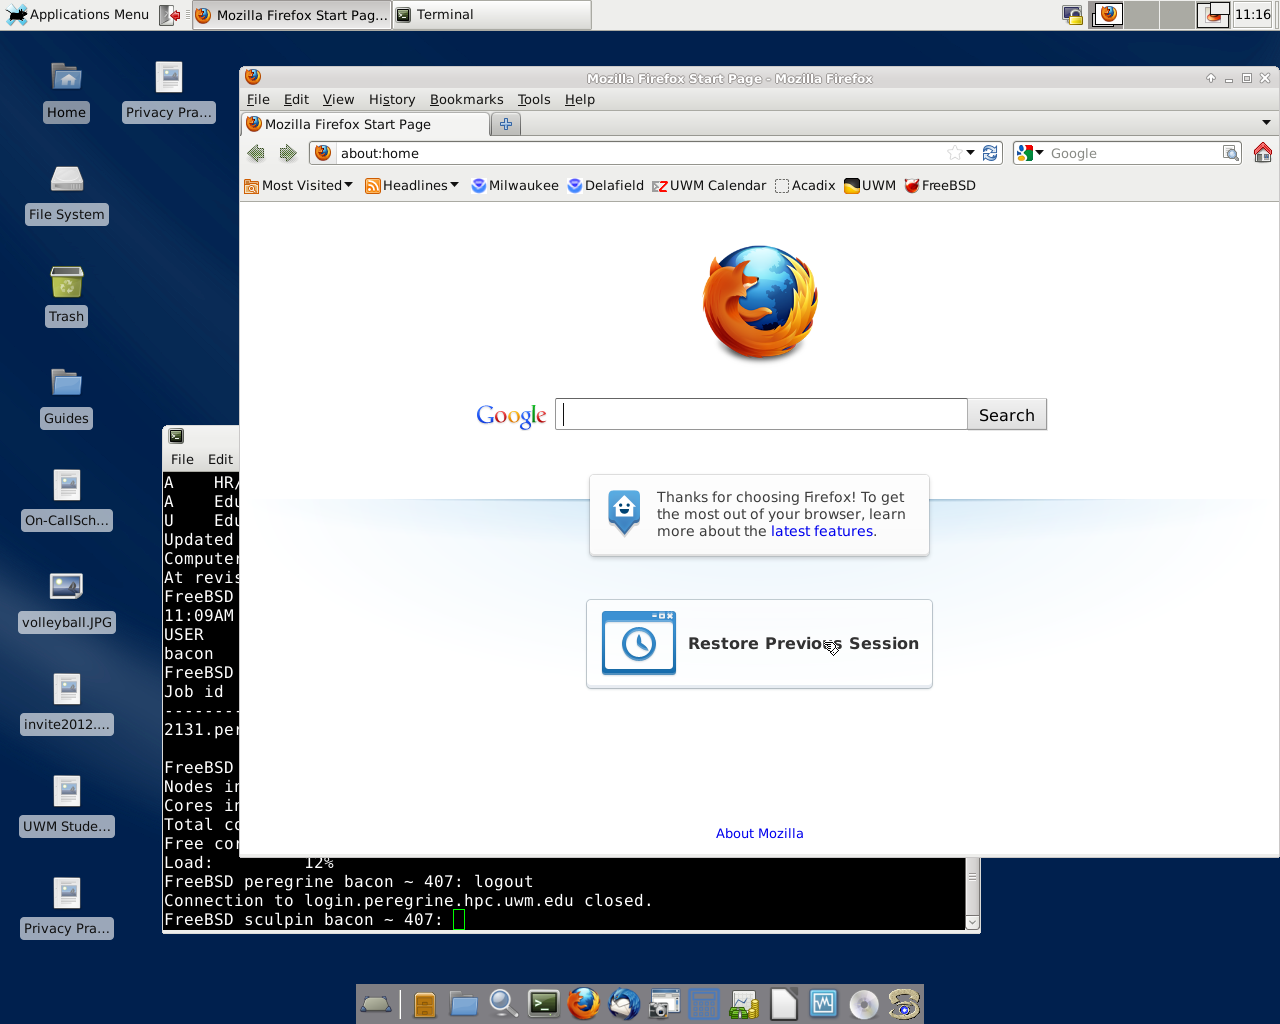 Applications Menu
Mozilla Firefox Start Pag...
Terminal
11:16
Home
Privacy Pra...
File System
Trash
Guides
On-CallSch...
volleyball.JPG
invite2012....
UWM Stude...
Privacy Pra...
Mozilla Firefox Start Page - Mozilla Firefox
File Edit View History Bookmarks Tools Help
Mozilla Firefox Start Page
about:home
Google
Most Visited Headlines Milwaukee Delafield UWM Calendar Acadix UWM FreeBSD
Google
Search
Thanks for choosing Firefox! To get
the most out of your browser, learn
more about the latest features.
Restore Previous Session
About Mozilla
File Edit
A HR/
A Edu
U Edu
Updated
Computer
At revis
FreeBSD
11:09AM
USER
bacon
FreeBSD
Job id
--------
2131.per
FreeBSD
Nodes in
Cores in
Total co
Free cor
Load: 12%
FreeBSD peregrine bacon ~ 407: logout
Connection to login.peregrine.hpc.uwm.edu closed.
FreeBSD sculpin bacon ~ 407: